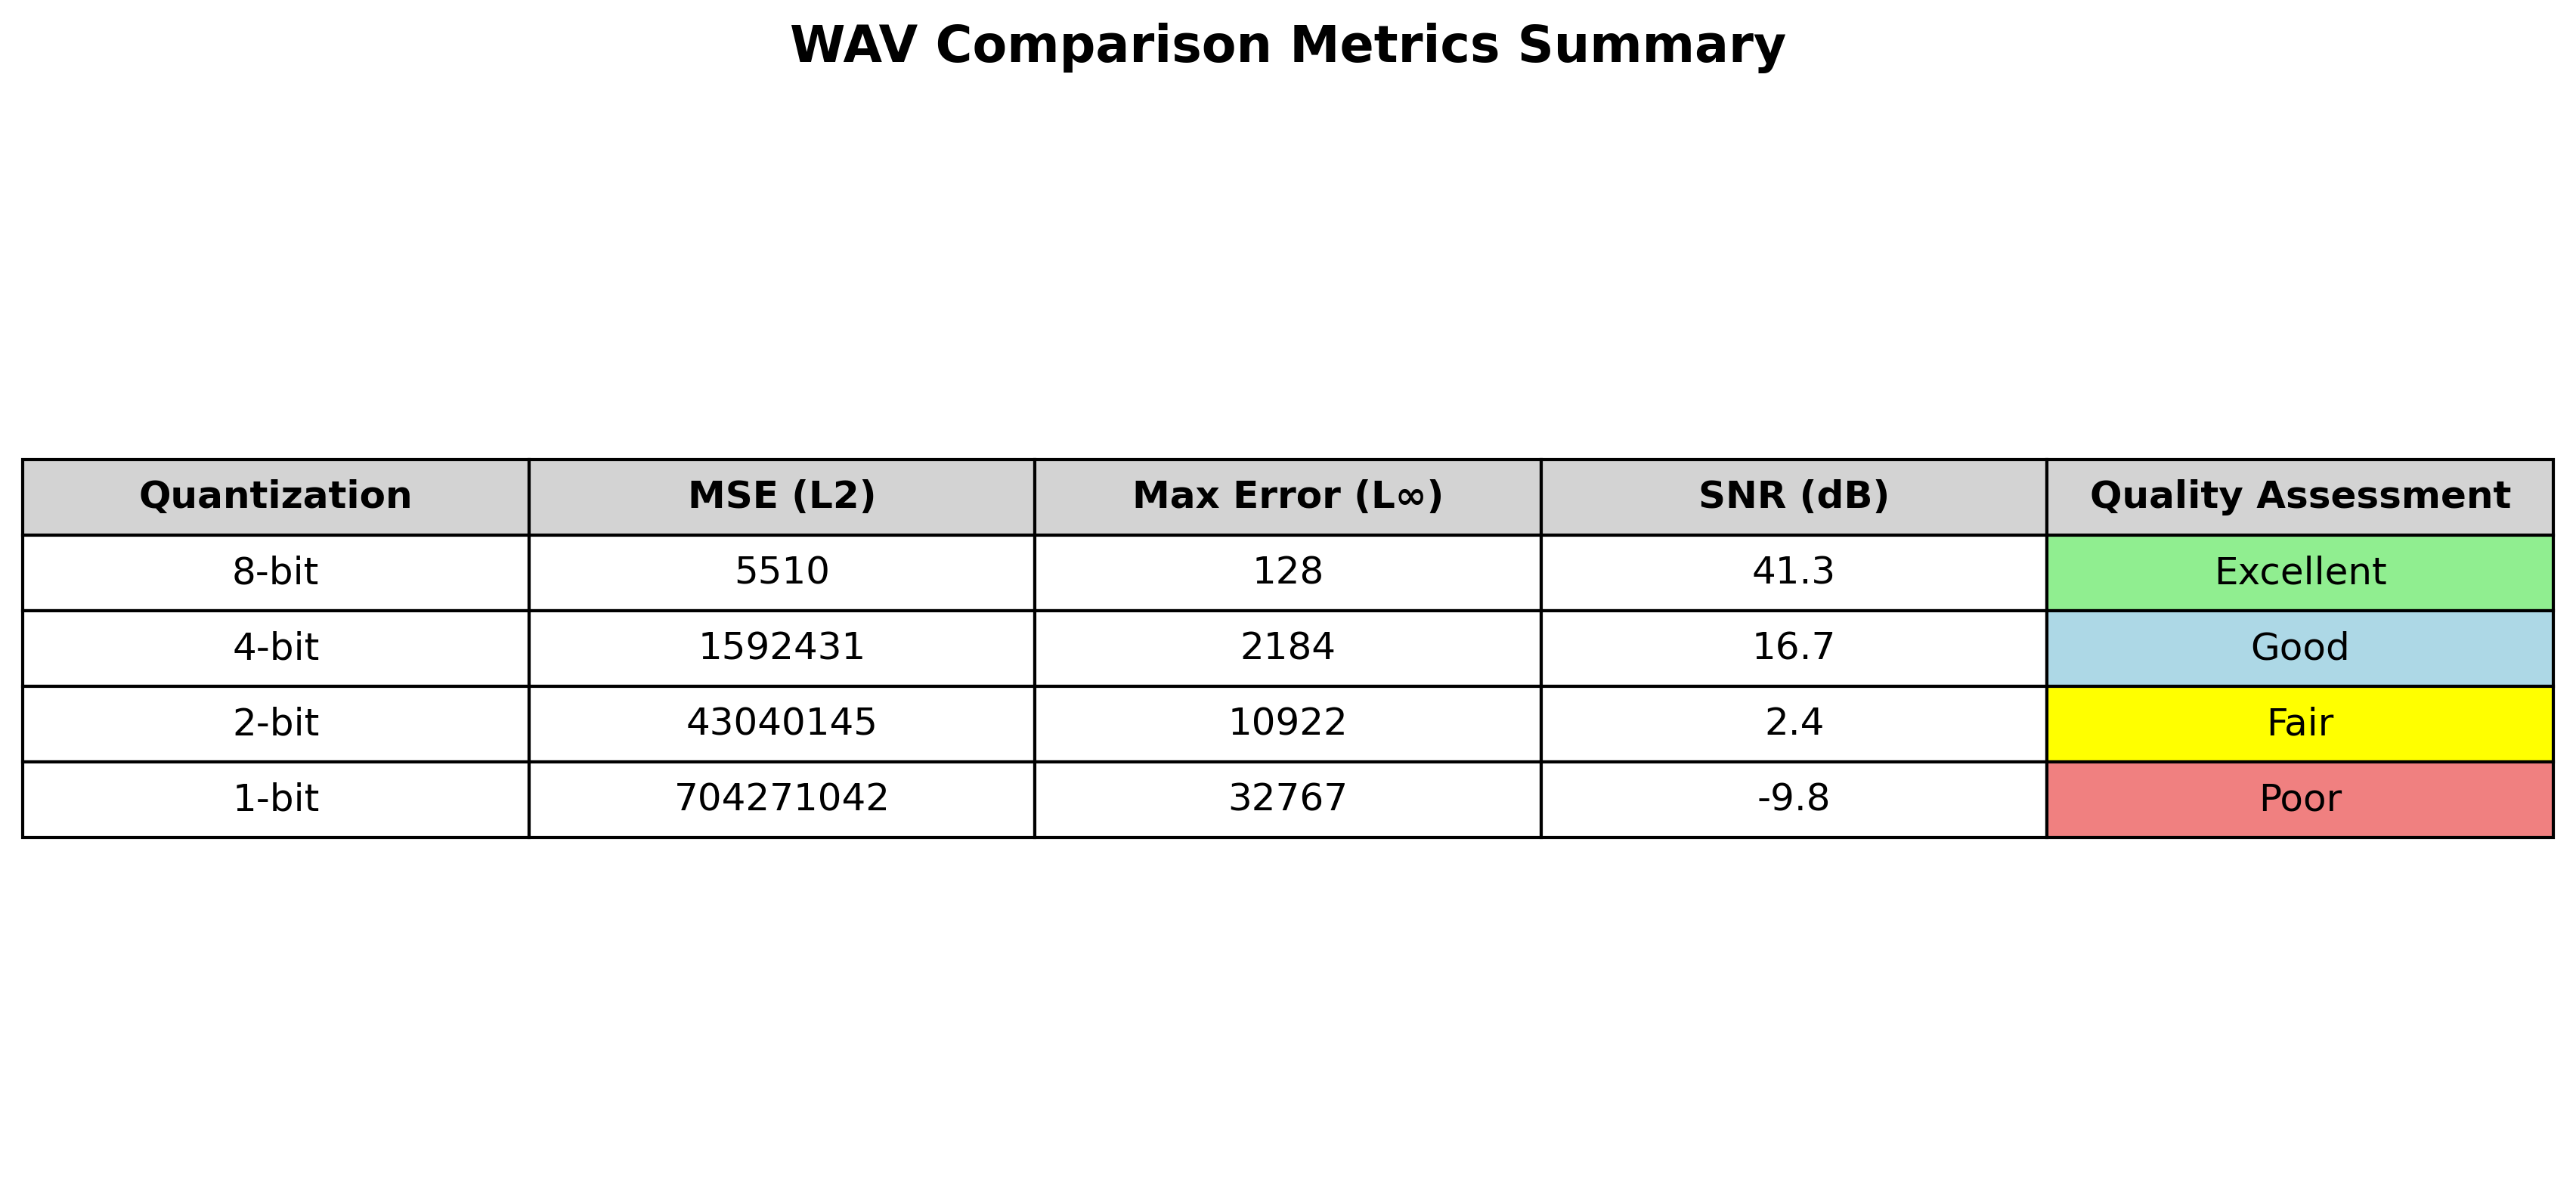 WAV Comparison Metrics Summary
Quantization MSE (L2) Max Error (L∞) SNR (dB) Quality Assessment
8-bit 5510 128 41.3 Excellent
4-bit 1592431 2184 16.7 Good
2-bit 43040145 10922 2.4 Fair
1-bit 704271042 32767 -9.8 Poor